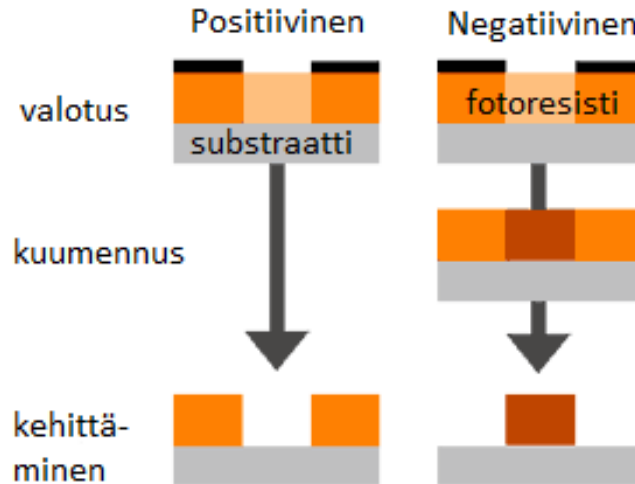 Positiivinen
Negatiivinen
valotus
fotoresisti
substraatti
kuumennus
kehittä-
minen